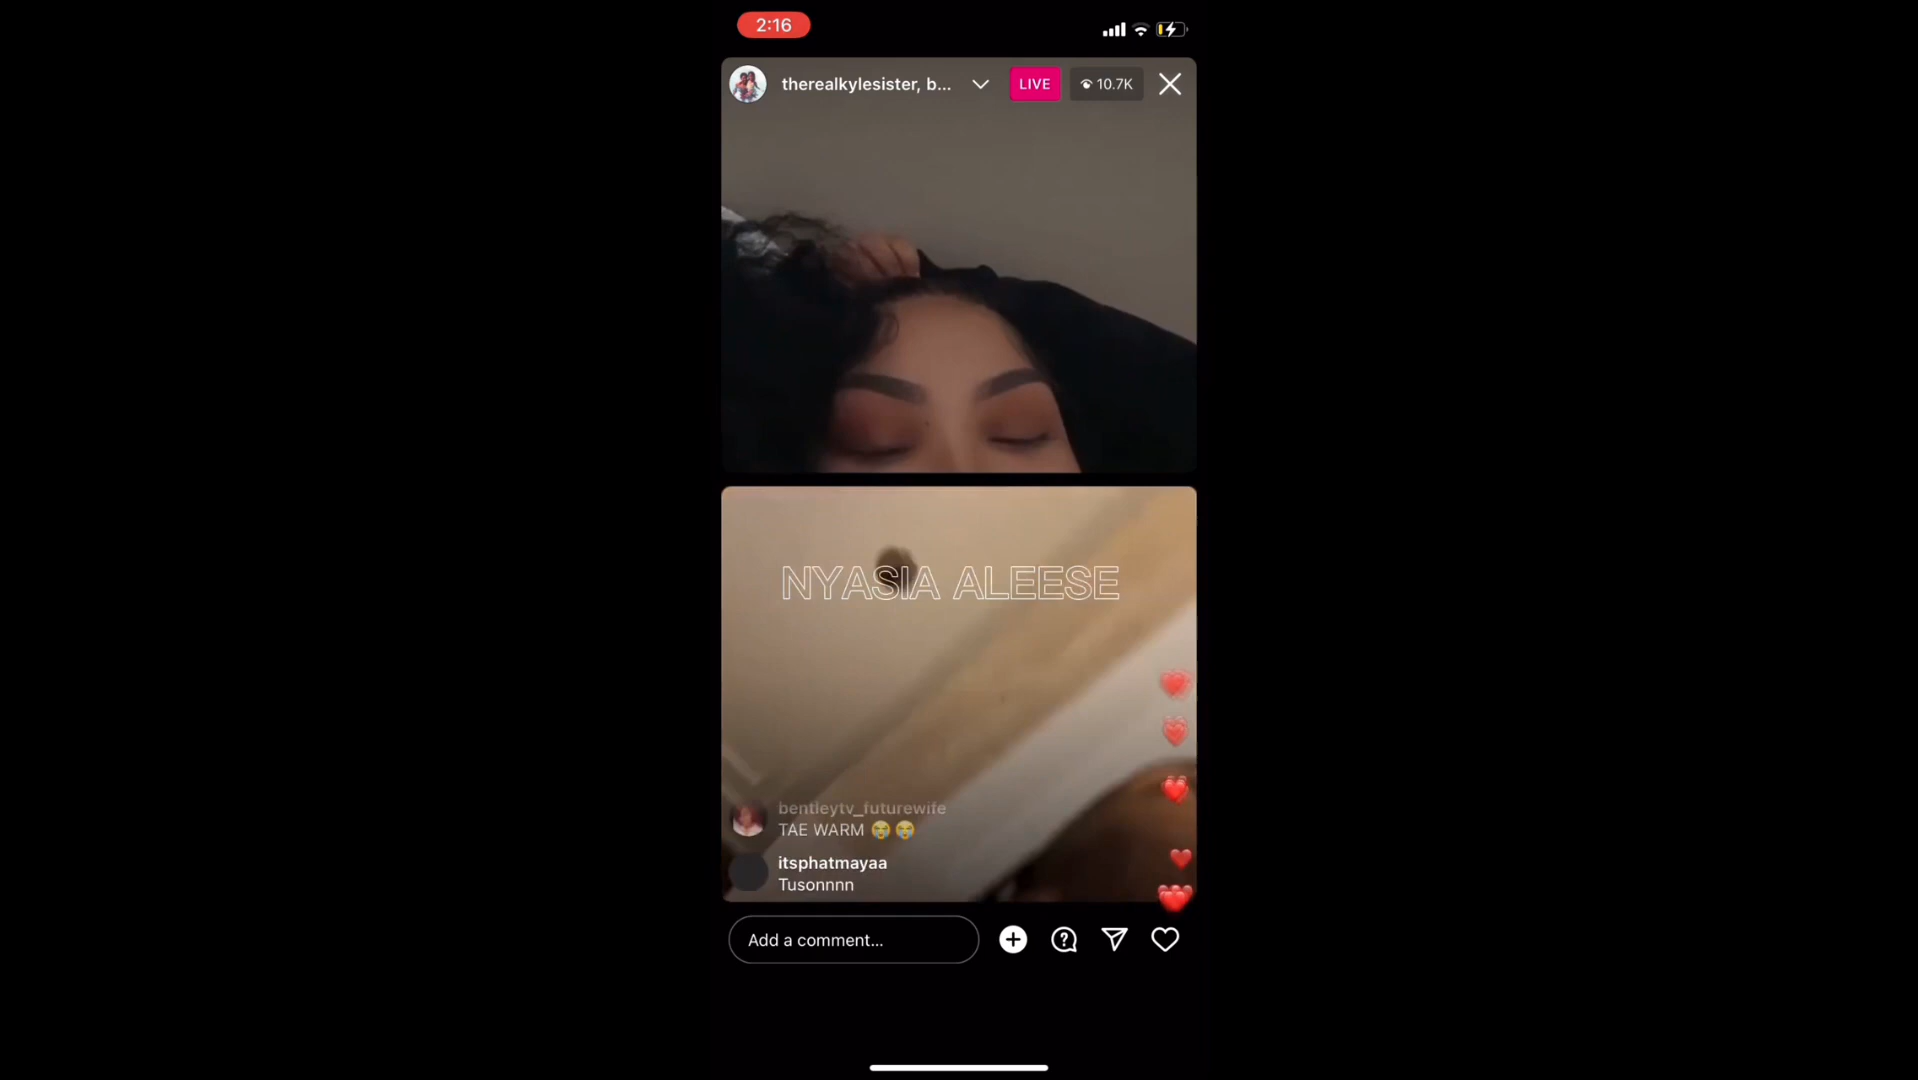 2:16
therealkylesister, b...
LIVE
10.7K
NYASIA ALEESE
bentleytv_futurewife
TAE WARM 😭😭
itsphatmayaa
Tusonnnn
Add a comment...